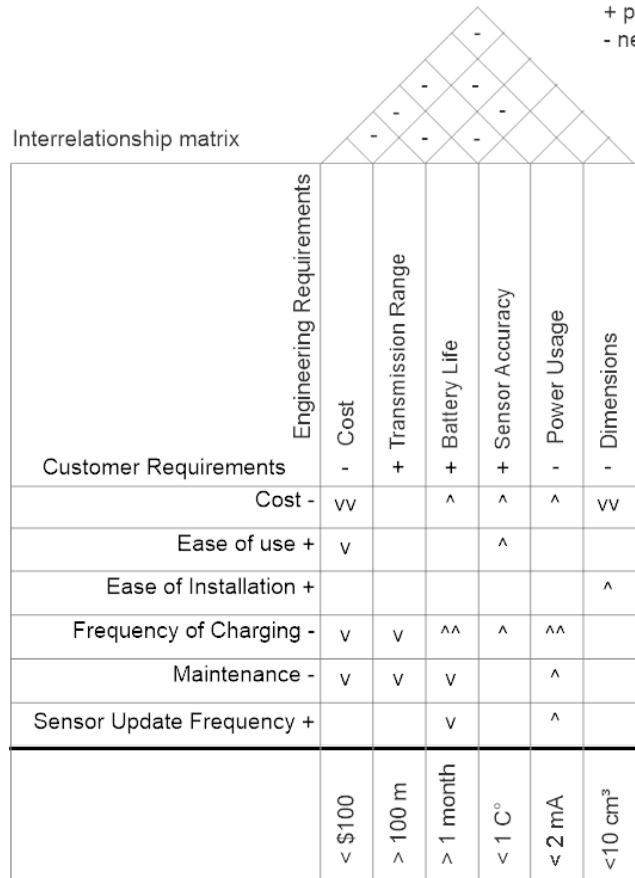 + p
- ne
-
- -
- -
- - -
Interrelationship matrix
Engineering Requirements
Cost
Transmission Range
Battery Life
Sensor Accuracy
Power Usage
Dimensions
Customer Requirements - + + + - -
Cost - vv ^ ^ ^ vv
Ease of use + v ^
Ease of Installation + ^
Frequency of Charging - v v ^^ ^ ^^
Maintenance - v v v ^
Sensor Update Frequency + v ^
< $100
> 100 m
> 1 month
< 1 C°
< 2 mA
<10 cm³